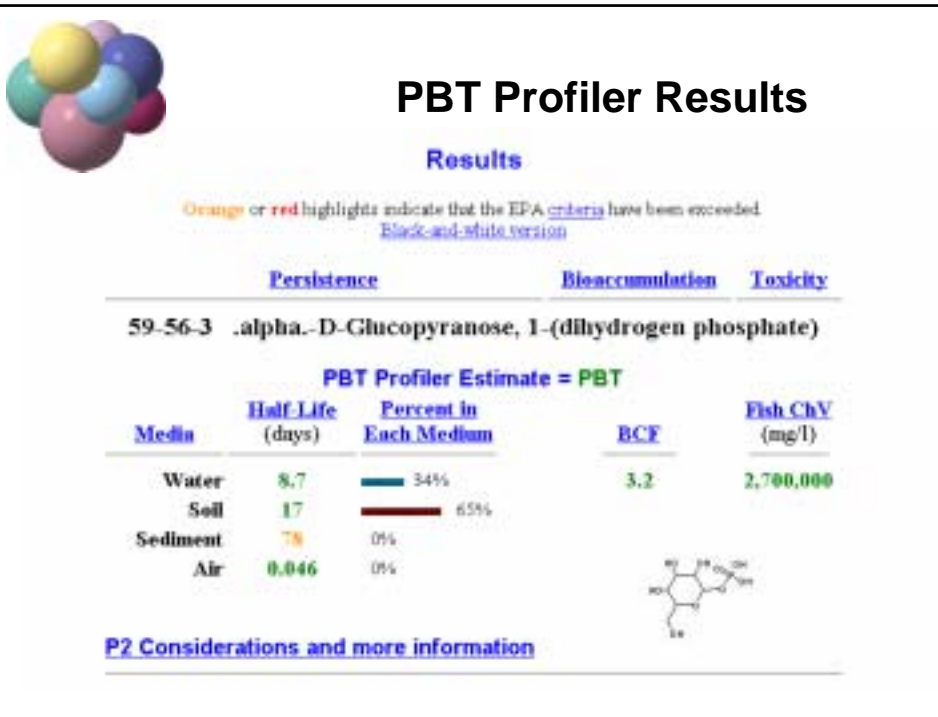 PBT Profiler Results
Results
Orange or red highlights indicate that the EPA criteria have been exceeded.
Black-and-white version
Persistence Bioaccumulation Toxicity
59-56-3 .alpha.-D-Glucopyranose, 1-(dihydrogen phosphate)
PBT Profiler Estimate = PBT
Half-Life Percent in Fish ChV
Media (days) Each Medium BCF (mg/l)
Water 8.7 34% 3.2 2,700,000
Soil 17 65%
Sediment 78 0%
Air 0.046 0%
P2 Considerations and more information